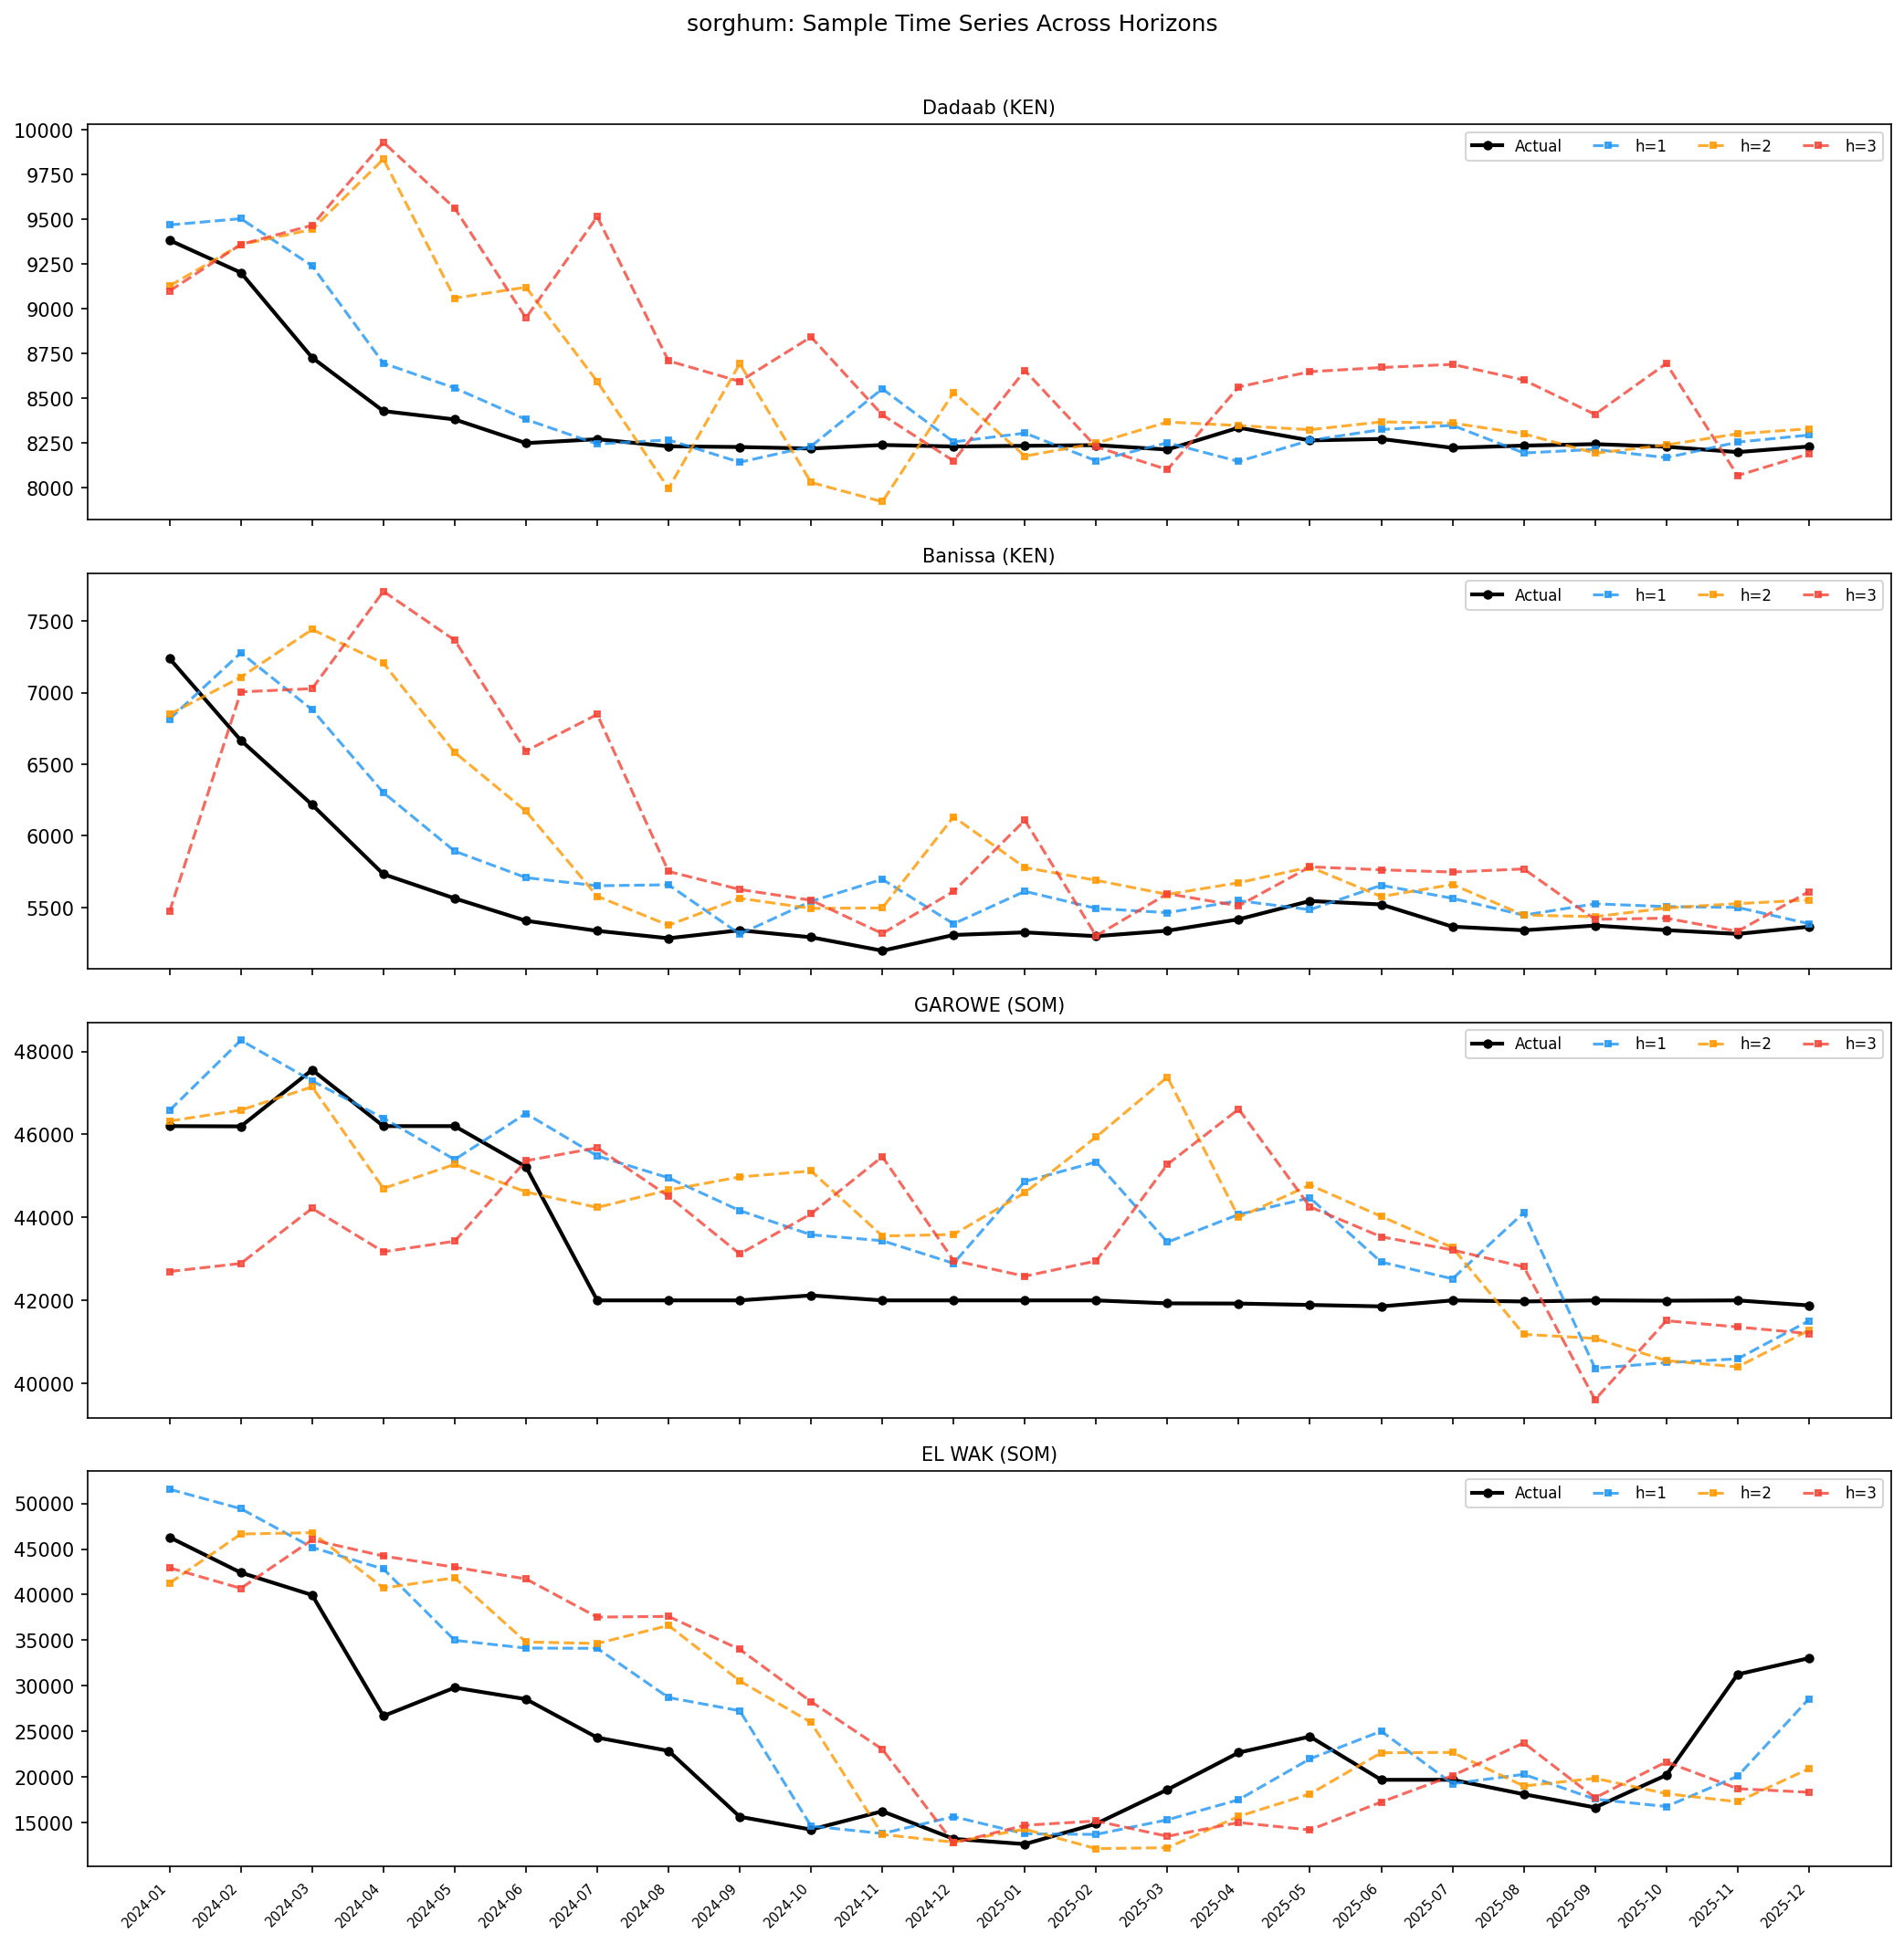 sorghum: Sample Time Series Across Horizons
Dadaab (KEN)
Actual h=1 h=2 h=3
10000
9750
9500
9250
9000
8750
8500
8250
8000
Banissa (KEN)
Actual h=1 h=2 h=3
7500
7000
6500
6000
5500
GAROWE (SOM)
Actual h=1 h=2 h=3
48000
46000
44000
42000
40000
EL WAK (SOM)
Actual h=1 h=2 h=3
50000
45000
40000
35000
30000
25000
20000
15000
2024-01 2024-02 2024-03 2024-04 2024-05 2024-06 2024-07 2024-08 2024-09 2024-10 2024-11 2024-12 2025-01 2025-02 2025-03 2025-04 2025-05 2025-06 2025-07 2025-08 2025-09 2025-10 2025-11 2025-12